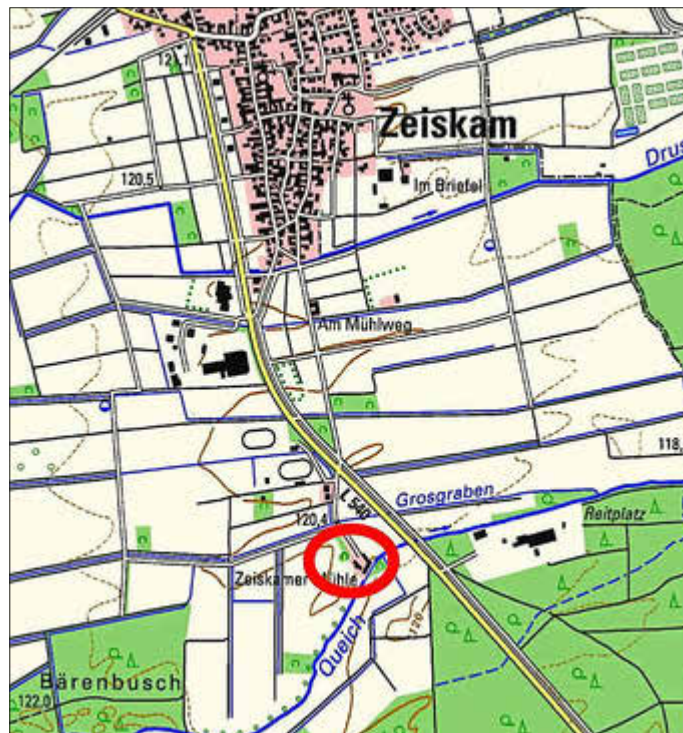 121,1
Zeiskam
Drus
120,5
Im Briefel
Am Mühlweg
118,
L 540
Grosgraben
120,4
Reitplatz
Zeiskamer Mühle
Queich
120
Bärenbusch
122,0